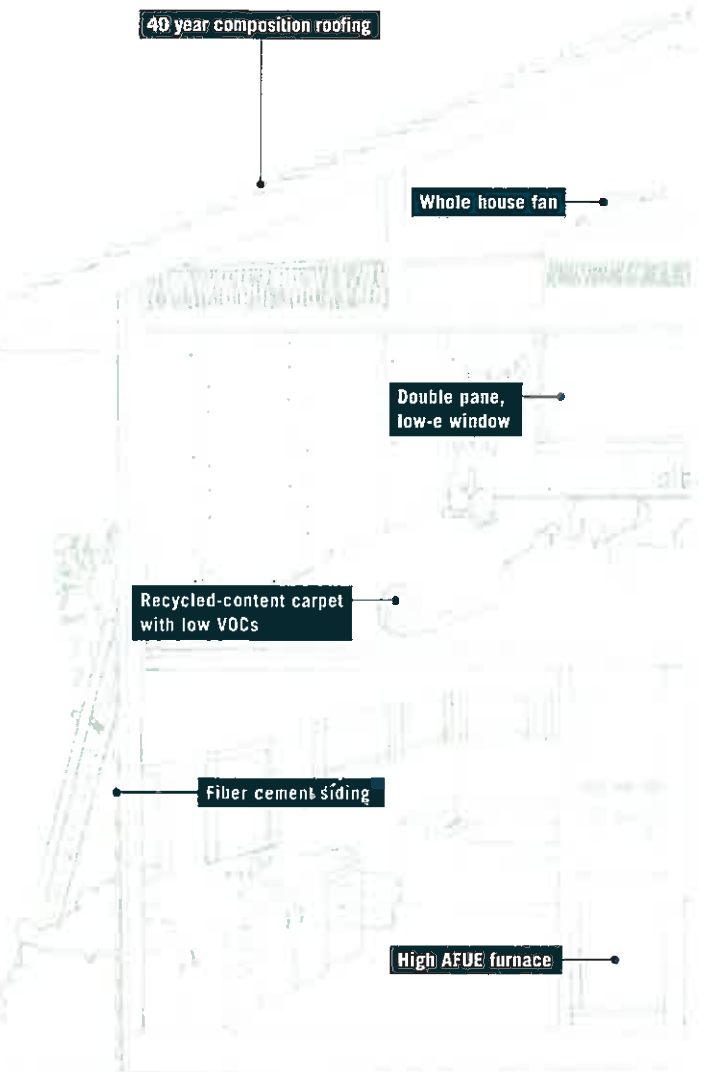 40 year composition roofing
Whole house fan
Double pane,
low-e window
Recycled-content carpet
with low VOCs
Fiber cement siding
High AFUE furnace